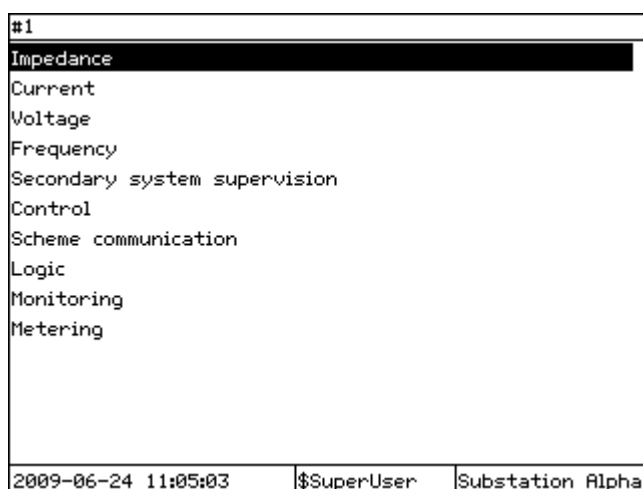 #1
Impedance
Current
Voltage
Frequency
Secondary system supervision
Control
Scheme communication
Logic
Monitoring
Metering
2009-06-24 11:05:03 $SuperUser Substation Alpha